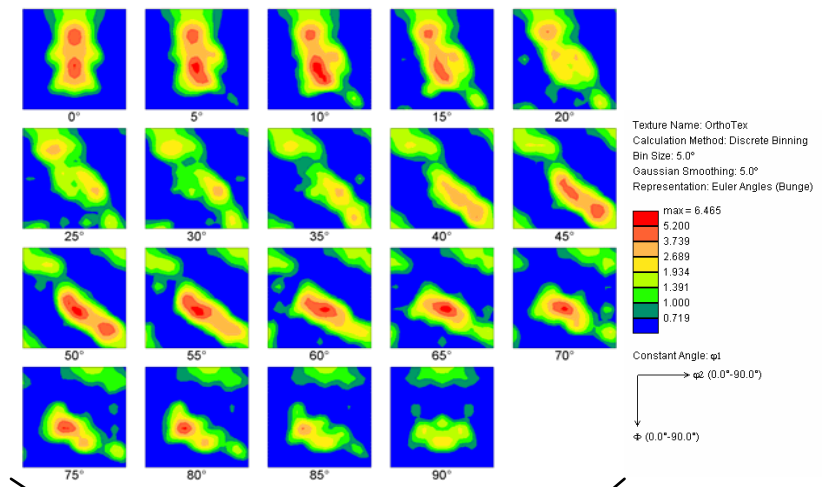 0° 5° 10° 15° 20°
25° 30° 35° 40° 45°
50° 55° 60° 65° 70°
75° 80° 85° 90°
Texture Name: OrthoTex
Calculation Method: Discrete Binning
Bin Size: 5.0°
Gaussian Smoothing: 5.0°
Representation: Euler Angles (Bunge)
max = 6.465
5.200
3.739
2.689
1.934
1.391
1.000
0.719
Constant Angle: φ1
φ2 (0.0°-90.0°)
Φ (0.0°-90.0°)